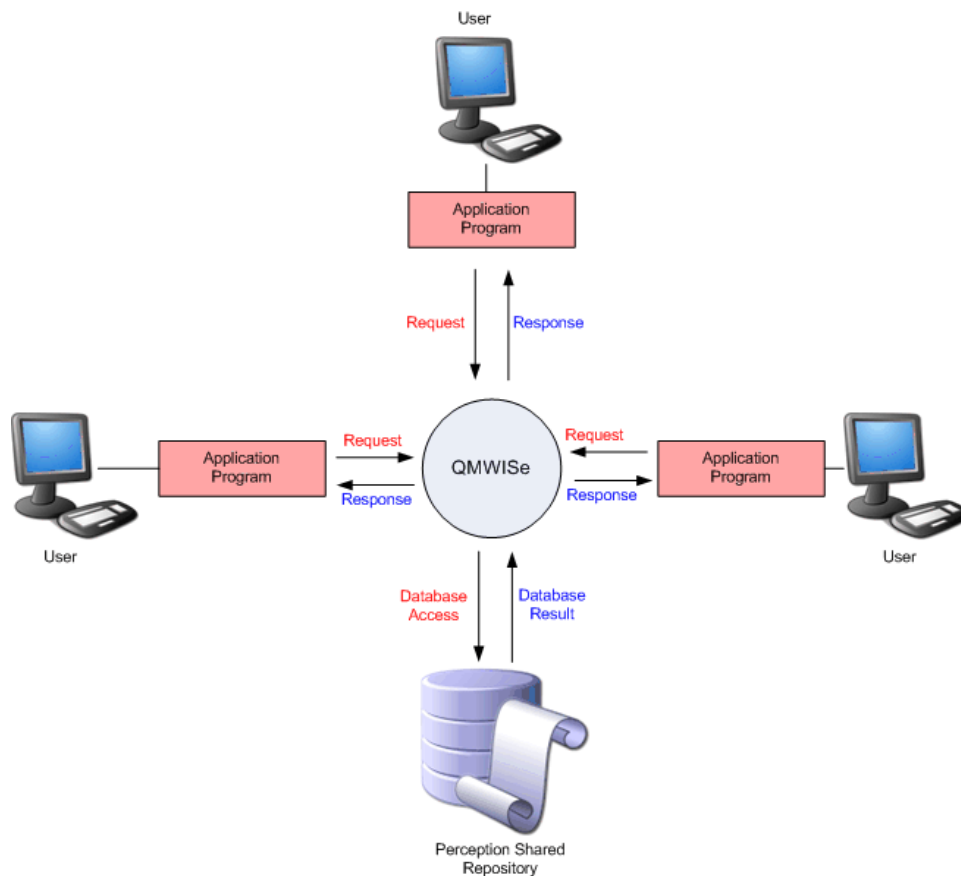 User
Application
Program
Request
Response
Request
Response
Application
Program
User
QMWISe
Request
Response
Application
Program
User
Database
Access
Database
Result
Perception Shared
Repository